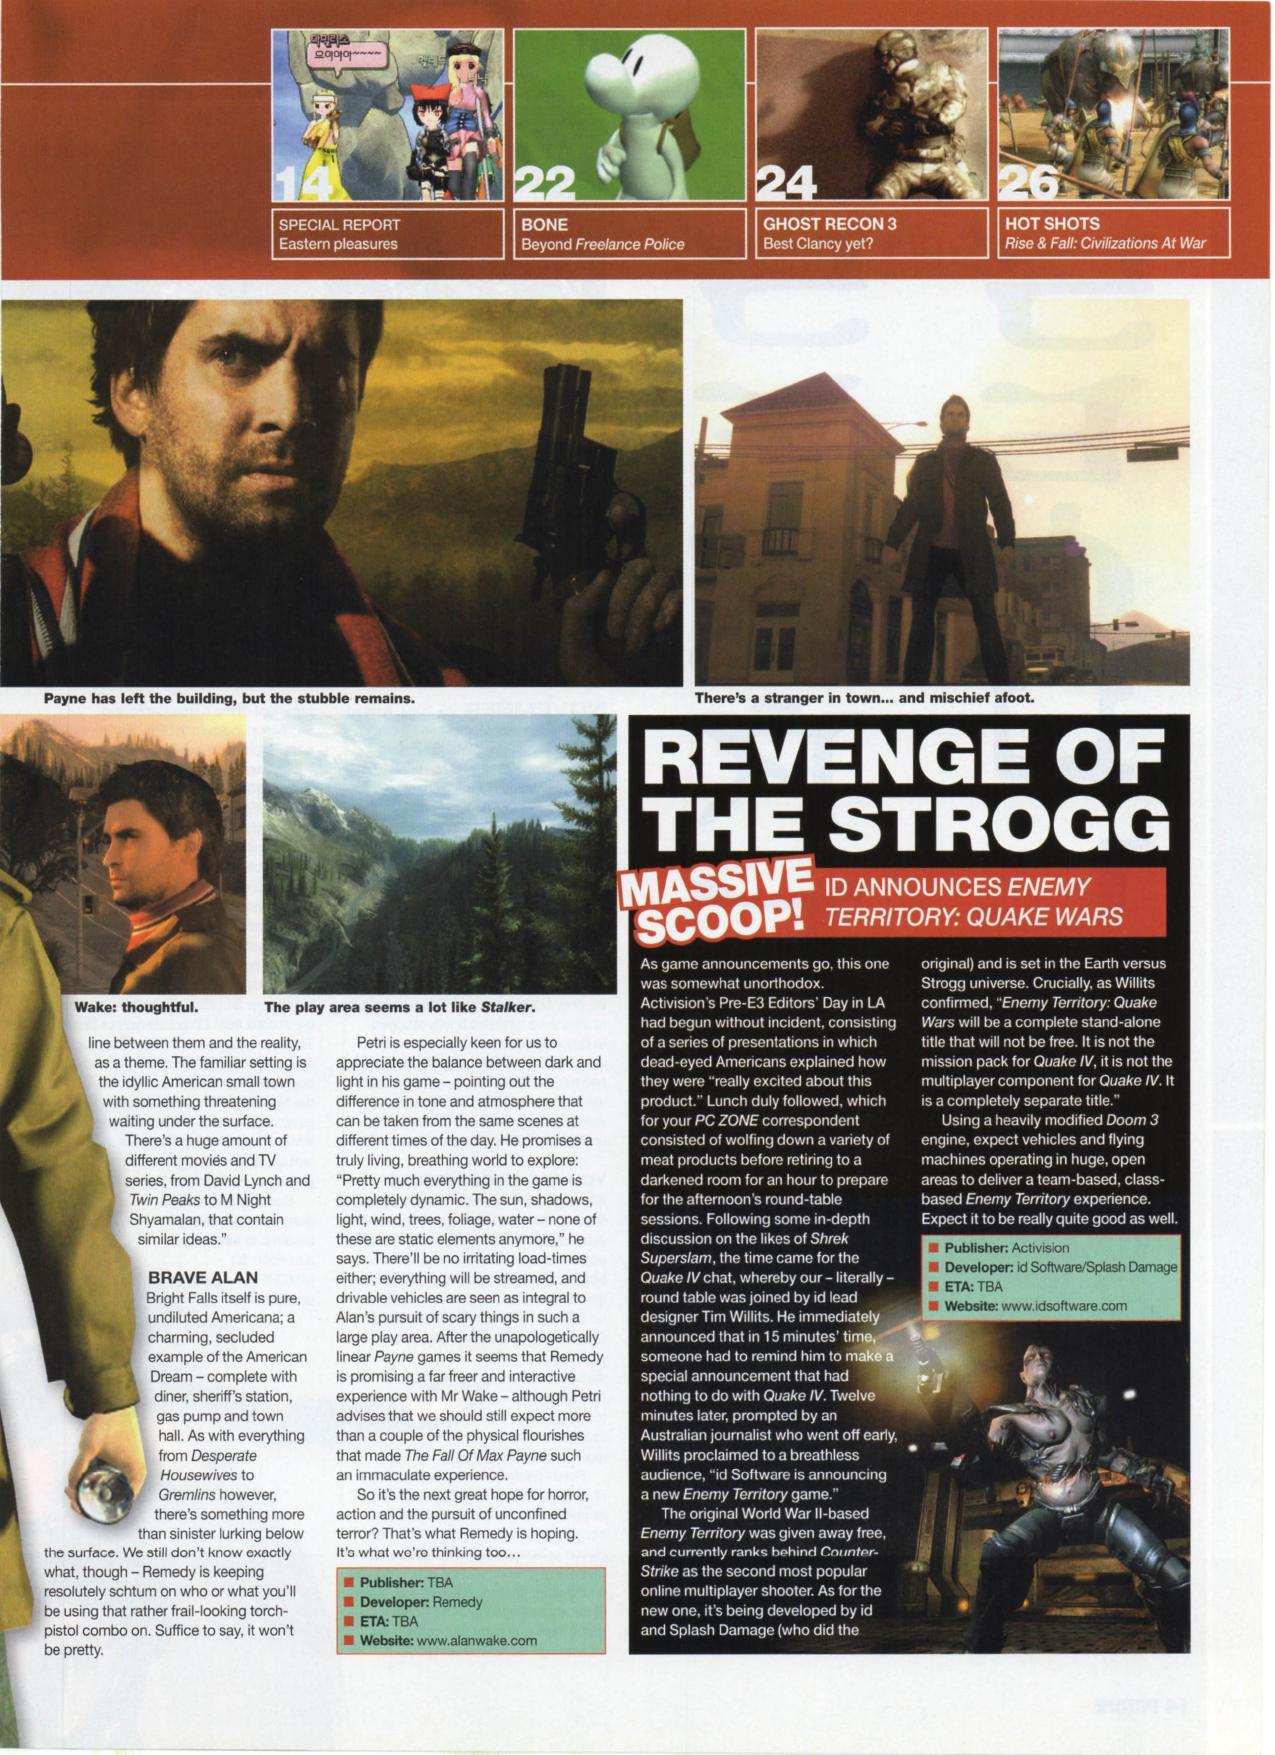 14
SPECIAL REPORT
Eastern pleasures
22
BONE
Beyond Freelance Police
24
GHOST RECON 3
Best Clancy yet?
26
HOT SHOTS
Rise & Fall: Civilizations At War
Payne has left the building, but the stubble remains.
There's a stranger in town... and mischief afoot.
Wake: thoughtful.
The play area seems a lot like Stalker.
line between them and the reality,
as a theme. The familiar setting is
the idyllic American small town
with something threatening
waiting under the surface.
There's a huge amount of
different movies and TV
series, from David Lynch and
Twin Peaks to M Night
Shyamalan, that contain
similar ideas."
BRAVE ALAN
Bright Falls itself is pure,
undiluted Americana; a
charming, secluded
example of the American
Dream – complete with
diner, sheriff's station,
gas pump and town
hall. As with everything
from Desperate
Housewives to
Gremlins however,
there's something more
than sinister lurking below
the surface. We still don't know exactly
what, though – Remedy is keeping
resolutely schtum on who or what you'll
be using that rather frail-looking torch-
pistol combo on. Suffice to say, it won't
be pretty.
Petri is especially keen for us to
appreciate the balance between dark and
light in his game – pointing out the
difference in tone and atmosphere that
can be taken from the same scenes at
different times of the day. He promises a
truly living, breathing world to explore:
"Pretty much everything in the game is
completely dynamic. The sun, shadows,
light, wind, trees, foliage, water – none of
these are static elements anymore," he
says. There'll be no irritating load-times
either; everything will be streamed, and
drivable vehicles are seen as integral to
Alan's pursuit of scary things in such a
large play area. After the unapologetically
linear Payne games it seems that Remedy
is promising a far freer and interactive
experience with Mr Wake – although Petri
advises that we should still expect more
than a couple of the physical flourishes
that made The Fall Of Max Payne such
an immaculate experience.
So it's the next great hope for horror,
action and the pursuit of unconfined
terror? That's what Remedy is hoping.
It's what we're thinking too...
Publisher: TBA
Developer: Remedy
ETA: TBA
Website: www.alanwake.com
REVENGE OF
THE STROGG
MASSIVE
SCOOP!
ID ANNOUNCES ENEMY
TERRITORY: QUAKE WARS
As game announcements go, this one
was somewhat unorthodox.
Activision's Pre-E3 Editors' Day in LA
had begun without incident, consisting
of a series of presentations in which
dead-eyed Americans explained how
they were "really excited about this
product." Lunch duly followed, which
for your PC ZONE correspondent
consisted of wolfing down a variety of
meat products before retiring to a
darkened room for an hour to prepare
for the afternoon's round-table
sessions. Following some in-depth
discussion on the likes of Shrek
Superslam, the time came for the
Quake IV chat, whereby our – literally –
round table was joined by id lead
designer Tim Willits. He immediately
announced that in 15 minutes' time,
someone had to remind him to make a
special announcement that had
nothing to do with Quake IV. Twelve
minutes later, prompted by an
Australian journalist who went off early,
Willits proclaimed to a breathless
audience, "id Software is announcing
a new Enemy Territory game."
The original World War II-based
Enemy Territory was given away free,
and currently ranks behind Counter-
Strike as the second most popular
online multiplayer shooter. As for the
new one, it's being developed by id
and Splash Damage (who did the
original) and is set in the Earth versus
Strogg universe. Crucially, as Willits
confirmed, "Enemy Territory: Quake
Wars will be a complete stand-alone
title that will not be free. It is not the
mission pack for Quake IV, it is not the
multiplayer component for Quake IV. It
is a completely separate title."
Using a heavily modified Doom 3
engine, expect vehicles and flying
machines operating in huge, open
areas to deliver a team-based, class-
based Enemy Territory experience.
Expect it to be really quite good as well.
Publisher: Activision
Developer: id Software/Splash Damage
ETA: TBA
Website: www.idsoftware.com